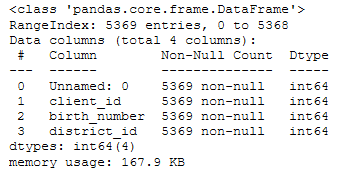 <class 'pandas.core.frame.DataFrame'>
RangeIndex: 5369 entries, 0 to 5368
Data columns (total 4 columns):
 #   Column        Non-Null Count  Dtype
---  ------        --------------  -----
 0   Unnamed: 0    5369 non-null   int64
 1   client_id     5369 non-null   int64
 2   birth_number  5369 non-null   int64
 3   district_id   5369 non-null   int64
dtypes: int64(4)
memory usage: 167.9 KB